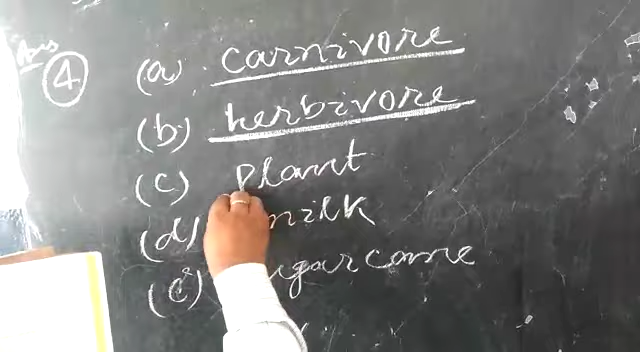 Ans
④ (a) carnivore
(b) herbivore
(c) Plant
(d) milk
(e) sugarcane